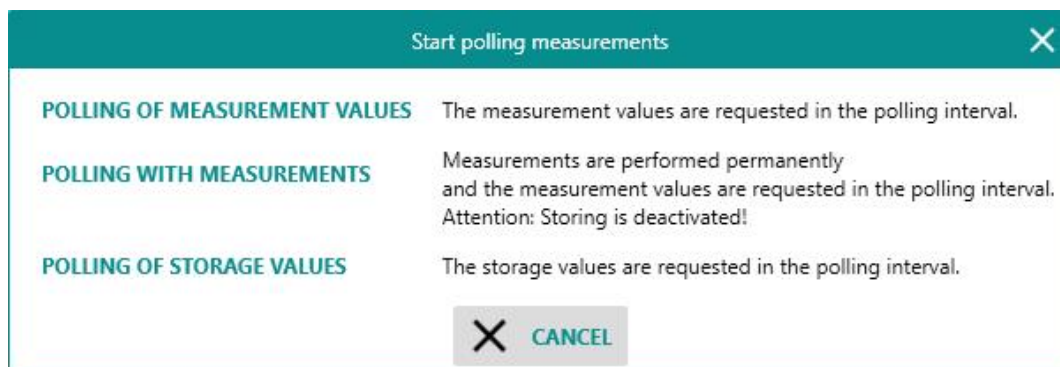 Start polling measurements
POLLING OF MEASUREMENT VALUES The measurement values are requested in the polling interval.
POLLING WITH MEASUREMENTS Measurements are performed permanently
and the measurement values are requested in the polling interval.
Attention: Storing is deactivated!
POLLING OF STORAGE VALUES The storage values are requested in the polling interval.
CANCEL